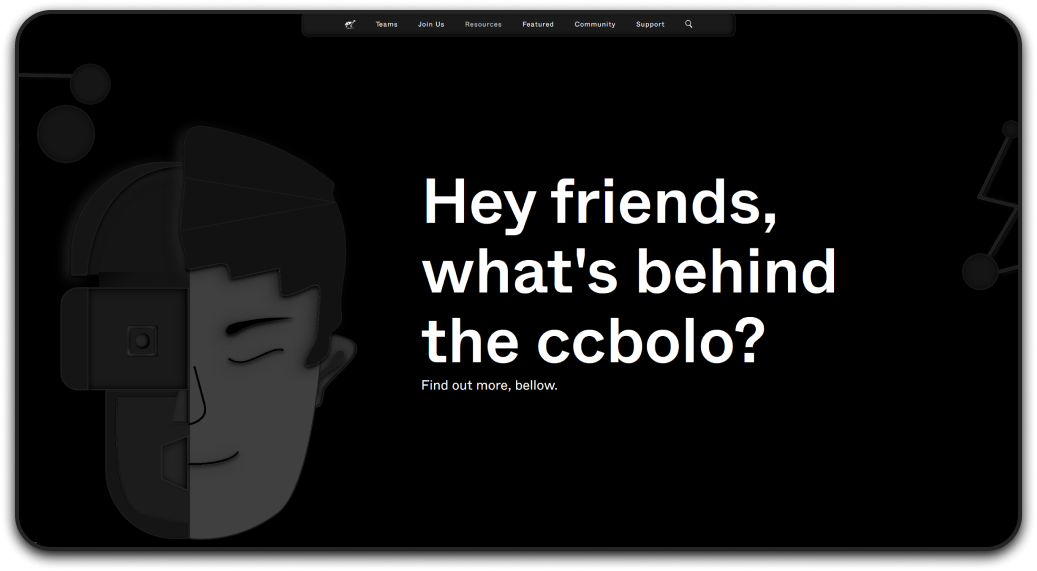 Teams Join Us Resources Featured Community Support
Hey friends,
what's behind
the ccbolo?
Find out more, bellow.